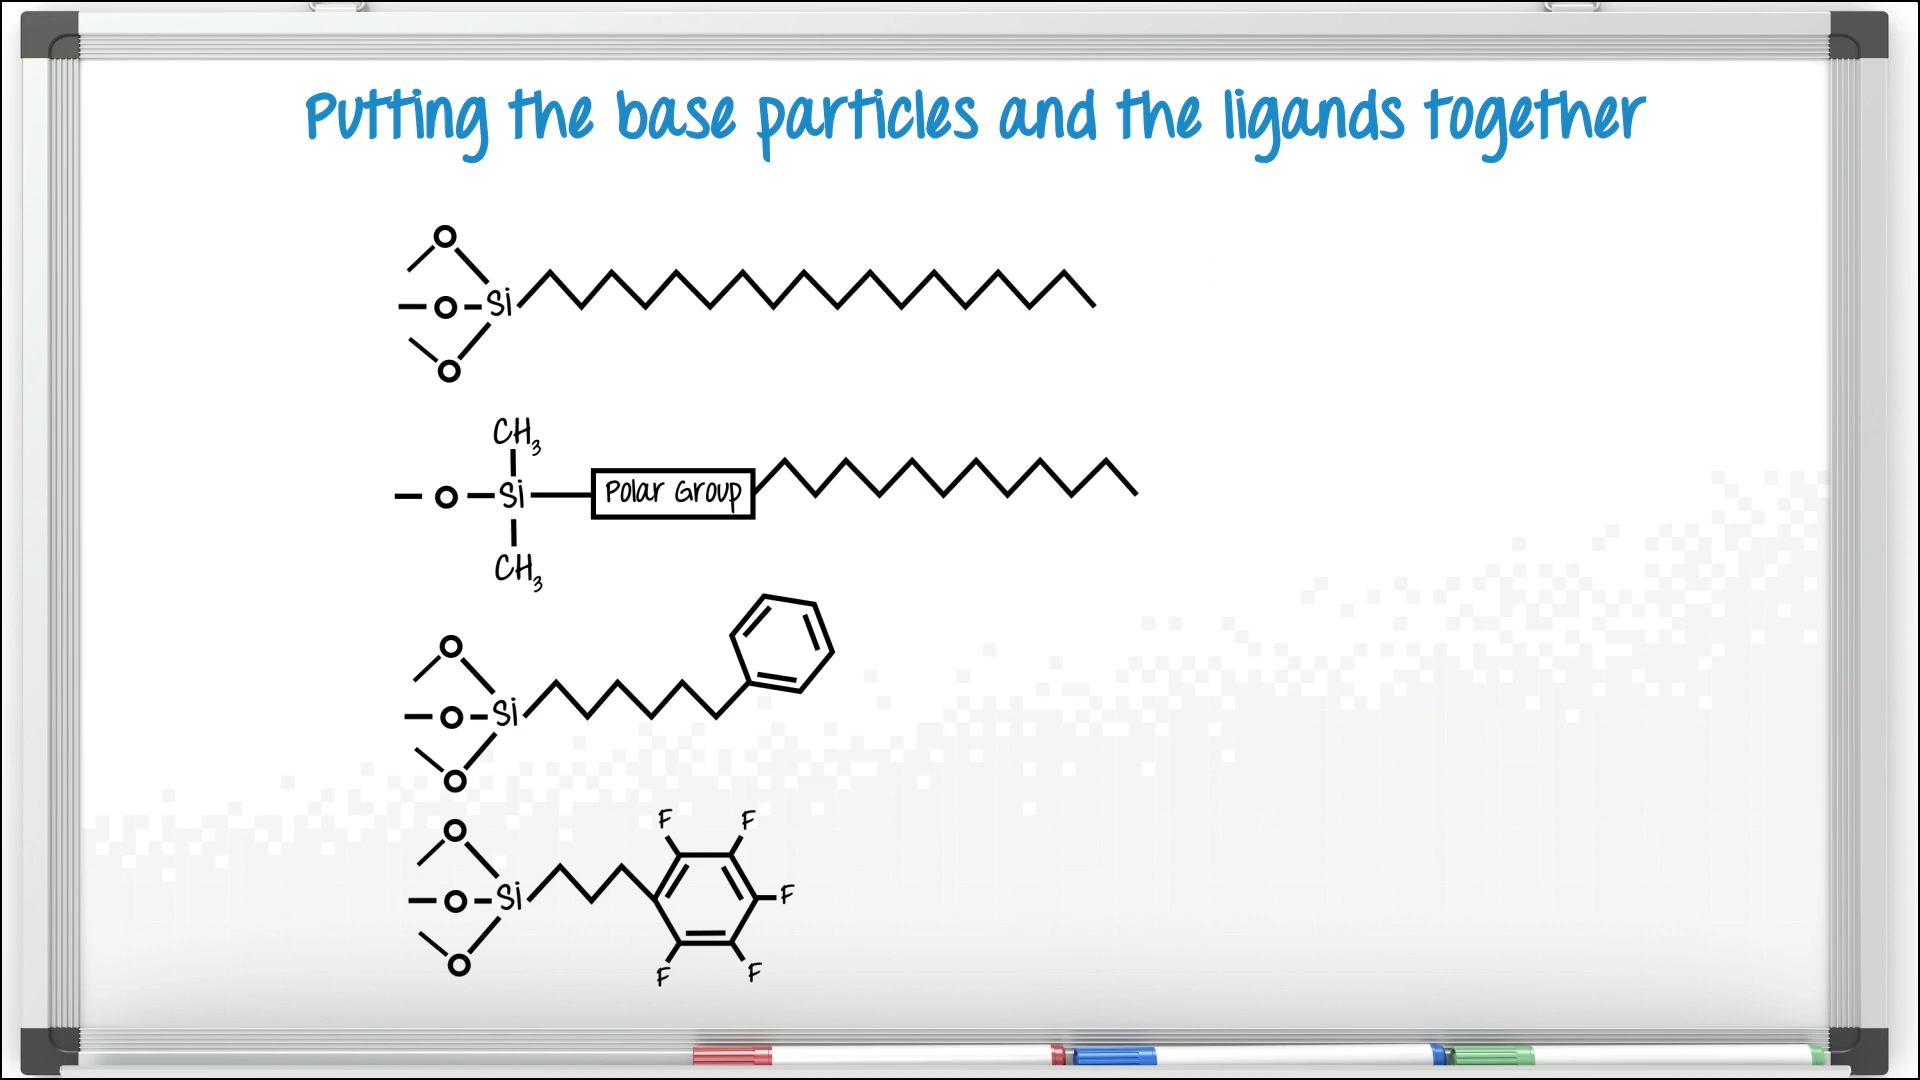 Putting the base particles and the ligands together
O
O Si
O
CH3
O Si Polar Group
CH3
O
O Si
O
F F
O
O Si F
O
F F